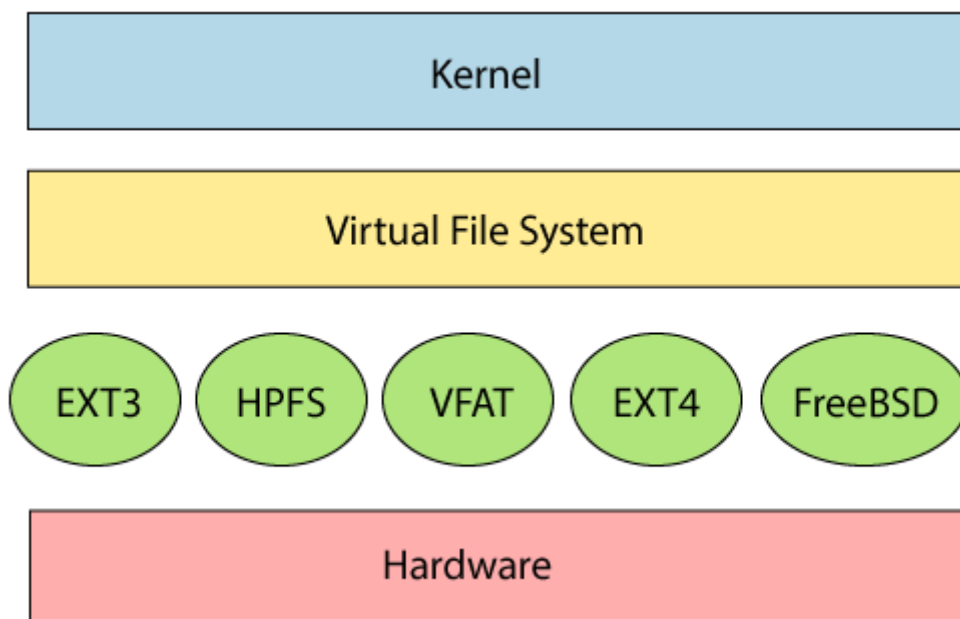 Kernel
Virtual File System
EXT3 HPFS VFAT EXT4 FreeBSD
Hardware